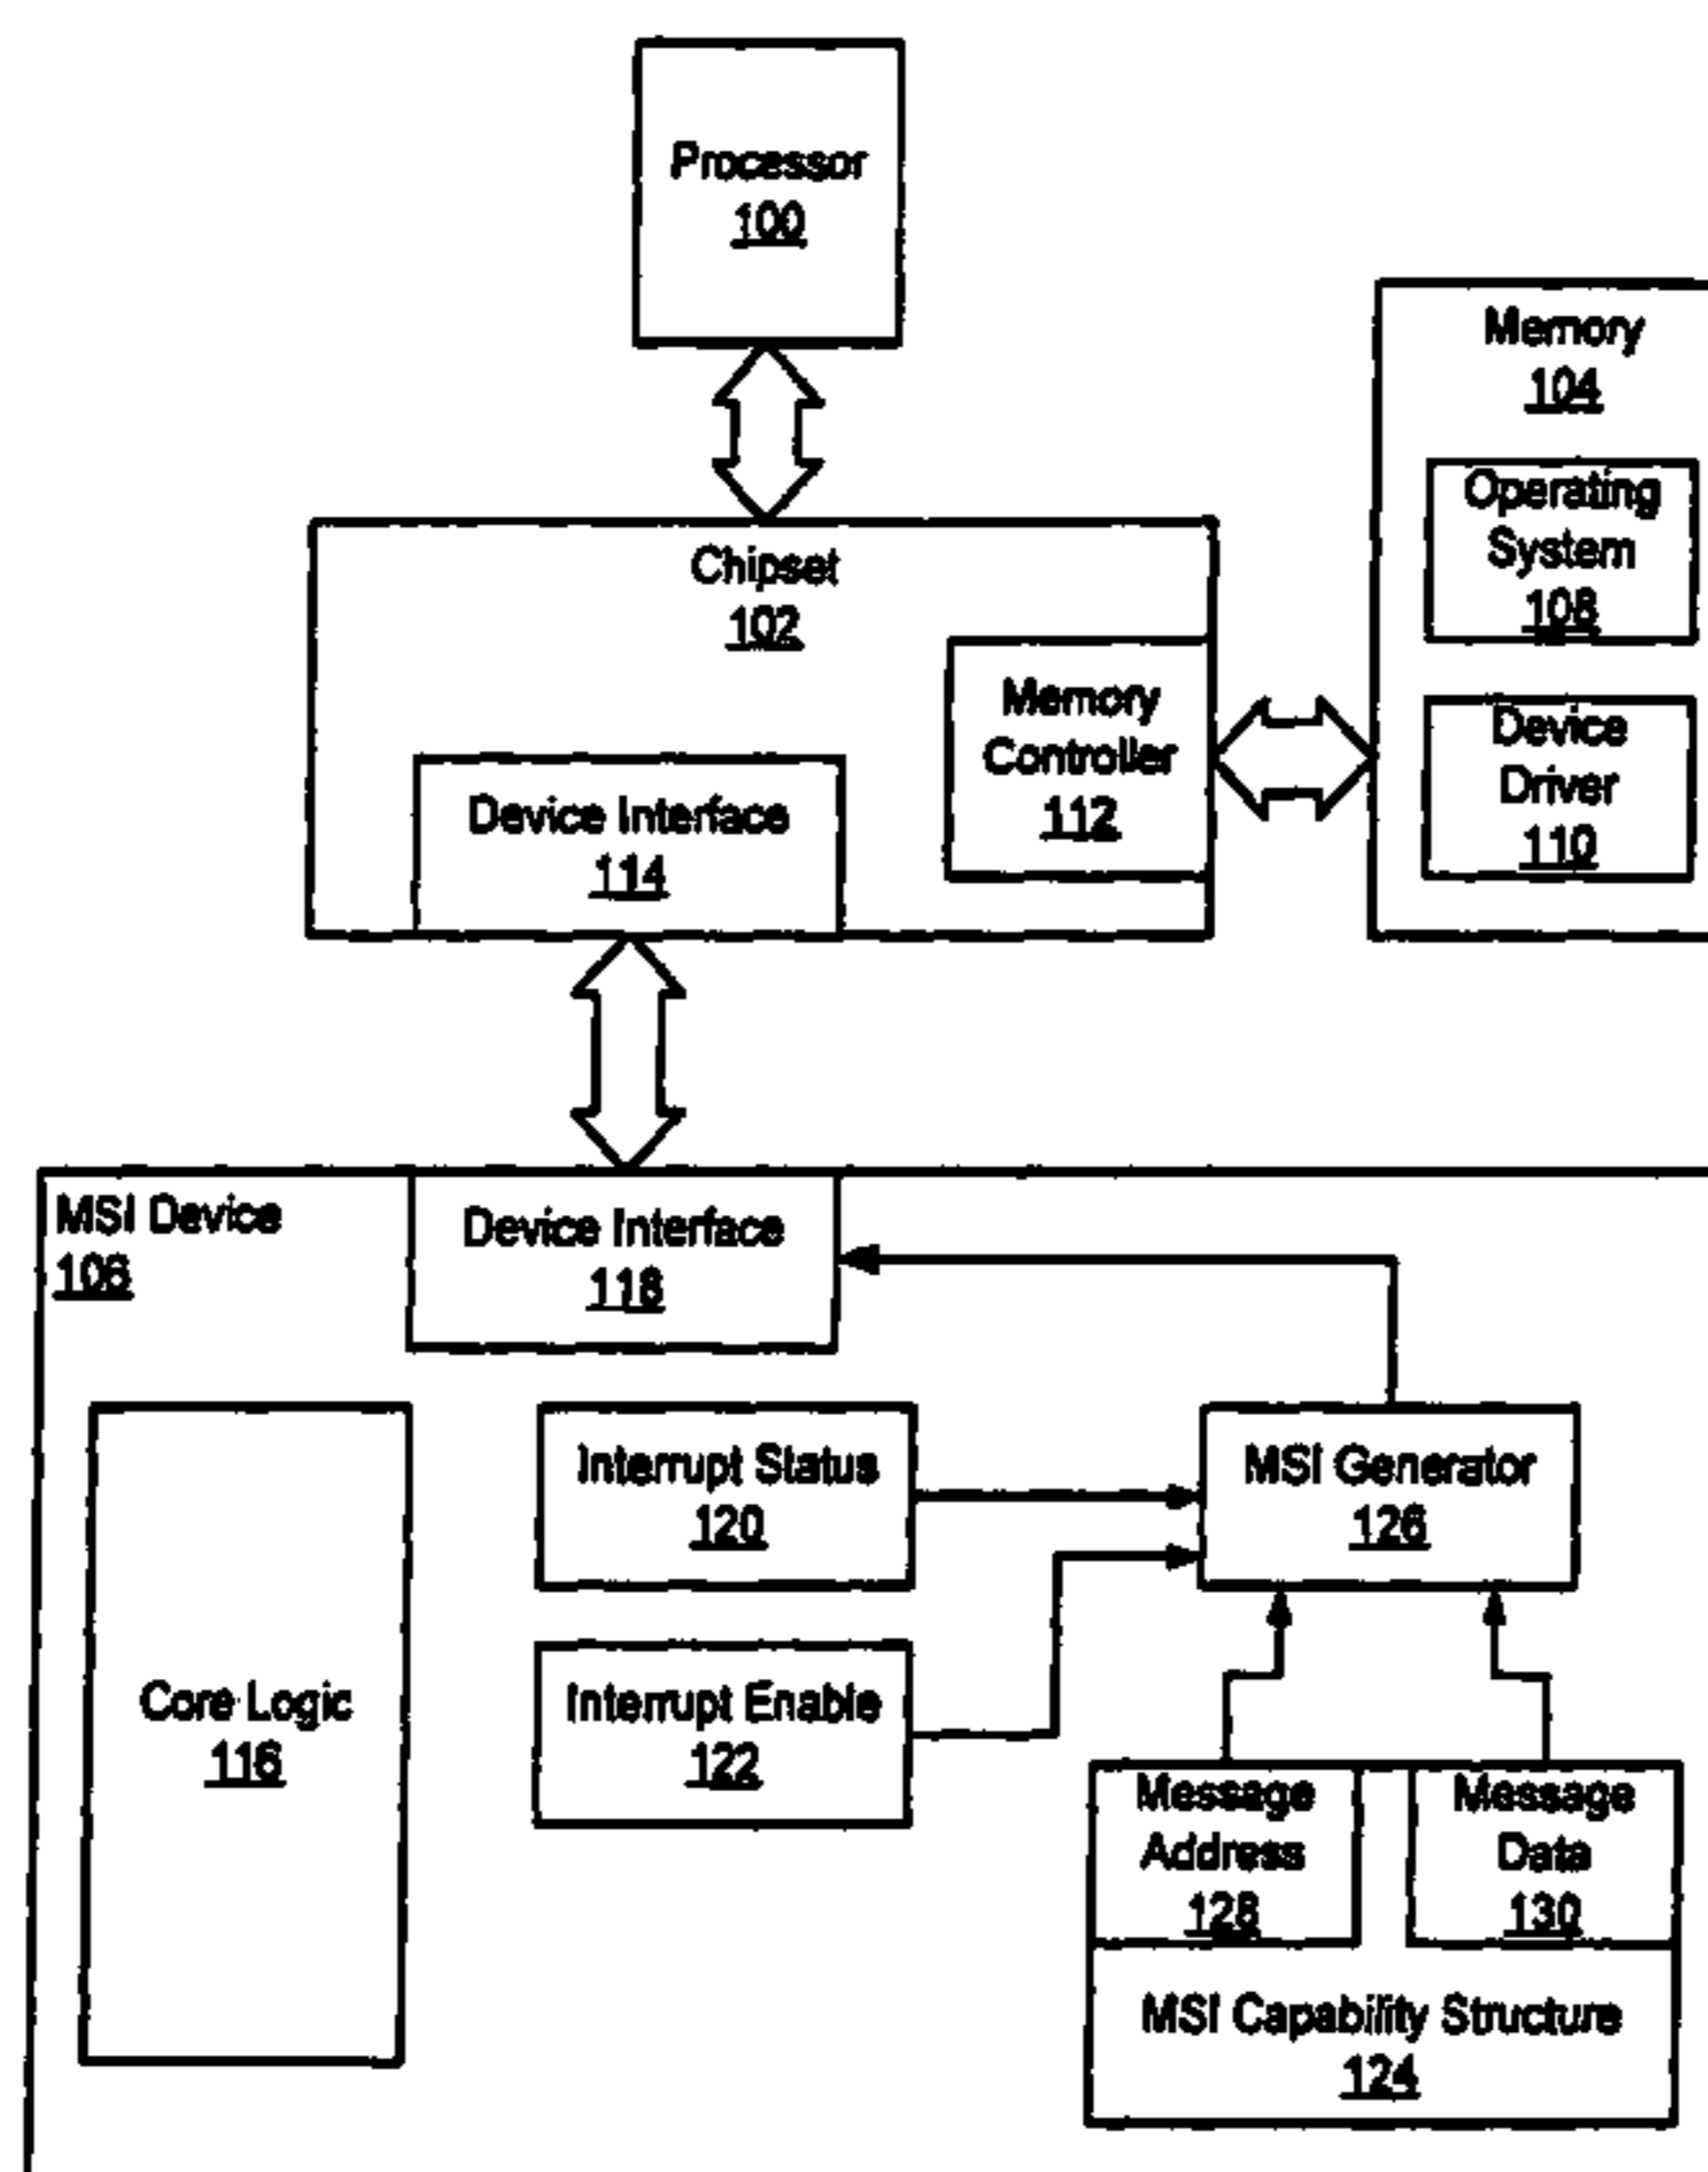 Processor
100
Memory
104
Operating
System
108
Device
Driver
110
Chipset
102
Memory
Controller
112
Device Interface
114
MSI Device
106
Device Interface
118
Core Logic
116
Interrupt Status
120
Interrupt Enable
122
MSI Generator
126
Message
Address
128
Message
Data
130
MSI Capability Structure
124